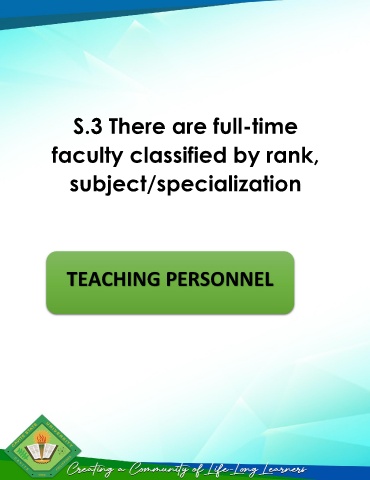 S.3 There are full-time
faculty classified by rank,
subject/specialization
TEACHING PERSONNEL
Creating a Community of Life-Long Learners